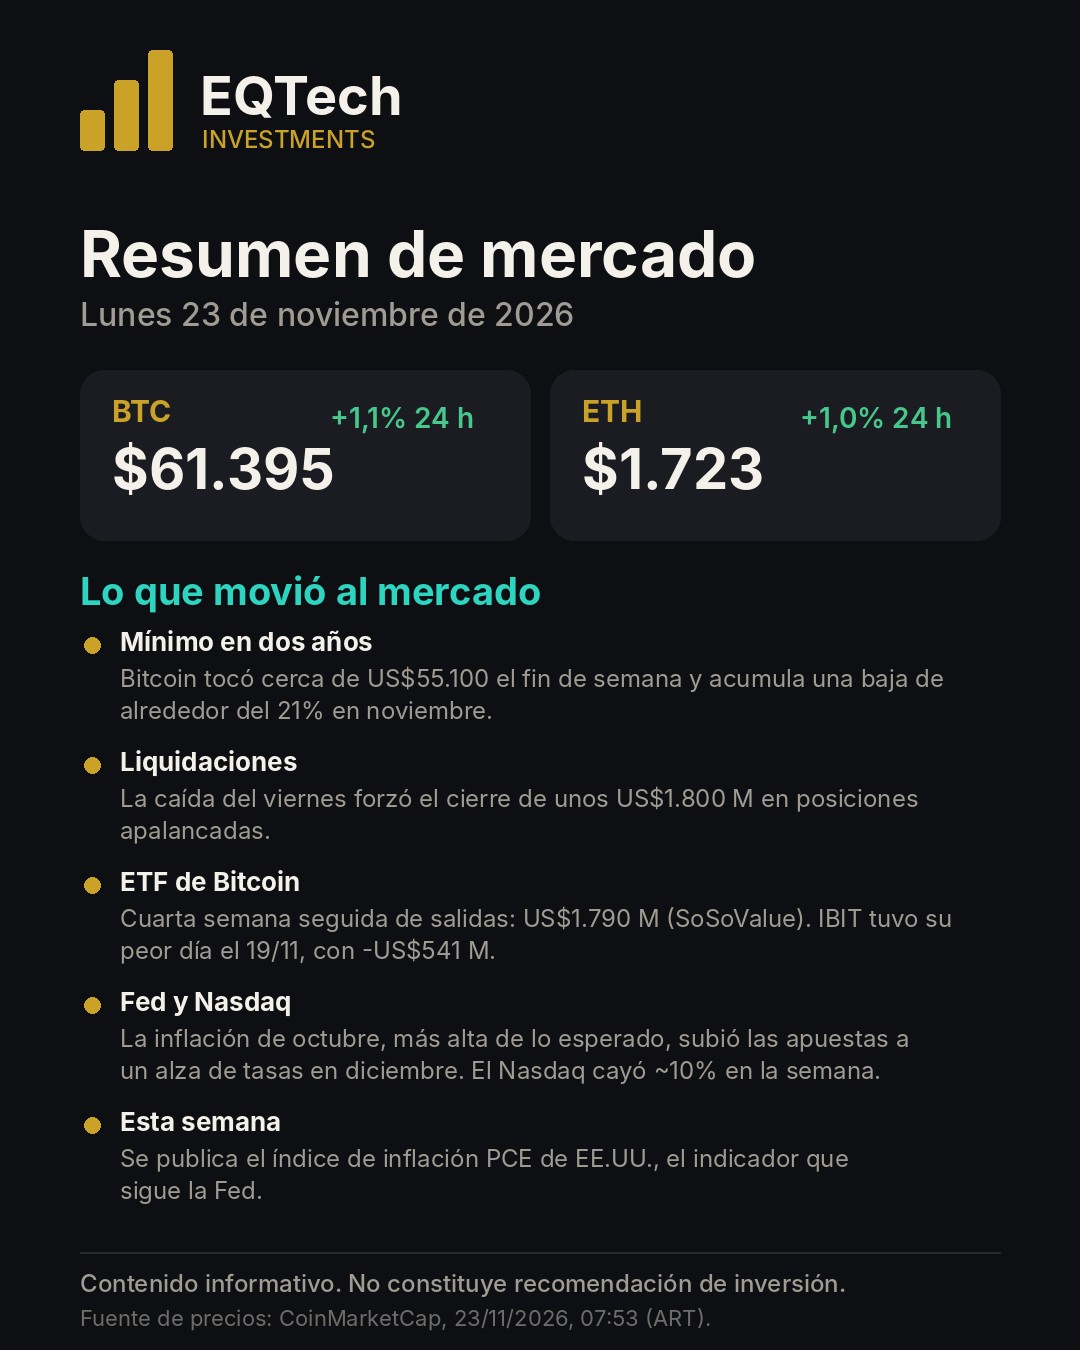 EQTech
INVESTMENTS
Resumen de mercado
Lunes 23 de noviembre de 2026
BTC
+1,1% 24 h
$61.395
ETH
+1,0% 24 h
$1.723
Lo que movió al mercado
Mínimo en dos años
Bitcoin tocó cerca de US$55.100 el fin de semana y acumula una baja de
alrededor del 21% en noviembre.
Liquidaciones
La caída del viernes forzó el cierre de unos US$1.800 M en posiciones
apalancadas.
ETF de Bitcoin
Cuarta semana seguida de salidas: US$1.790 M (SoSoValue). IBIT tuvo su
peor día el 19/11, con -US$541 M.
Fed y Nasdaq
La inflación de octubre, más alta de lo esperado, subió las apuestas a
un alza de tasas en diciembre. El Nasdaq cayó ~10% en la semana.
Esta semana
Se publica el índice de inflación PCE de EE.UU., el indicador que
sigue la Fed.
Contenido informativo. No constituye recomendación de inversión.
Fuente de precios: CoinMarketCap, 23/11/2026, 07:53 (ART).